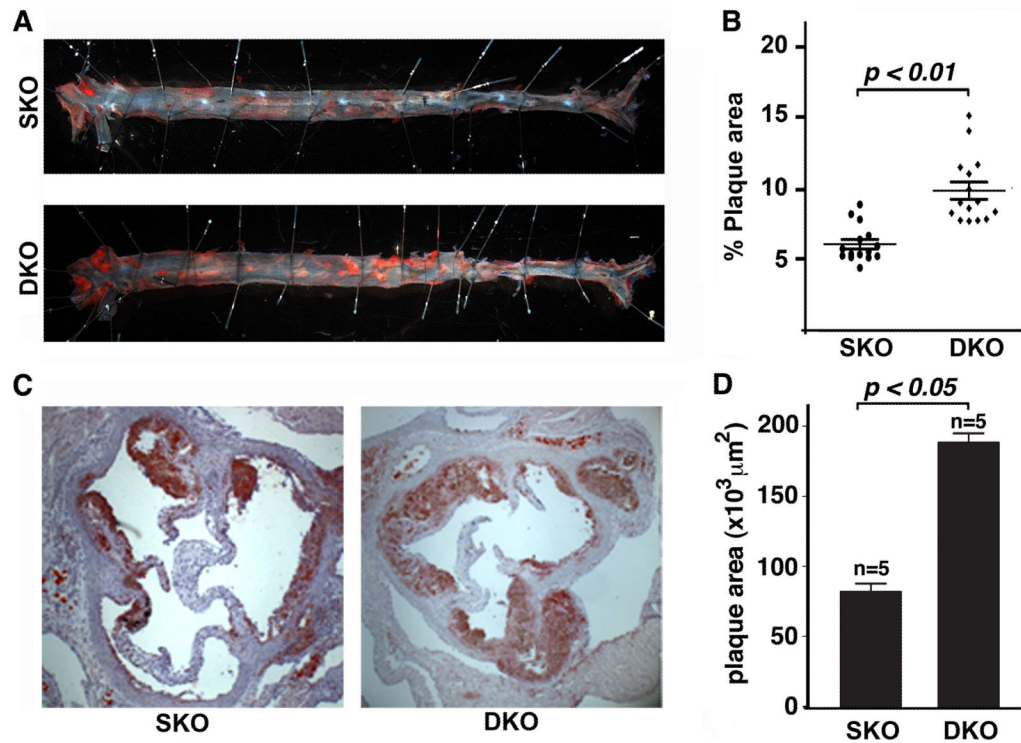 A
SKO
DKO
B
20
15
10
5
0
% Plaque area
p < 0.01
SKO
DKO
C
SKO
DKO
D
p < 0.05
200
150
100
50
0
plaque area (x10³μm²)
n=5
n=5
SKO
DKO